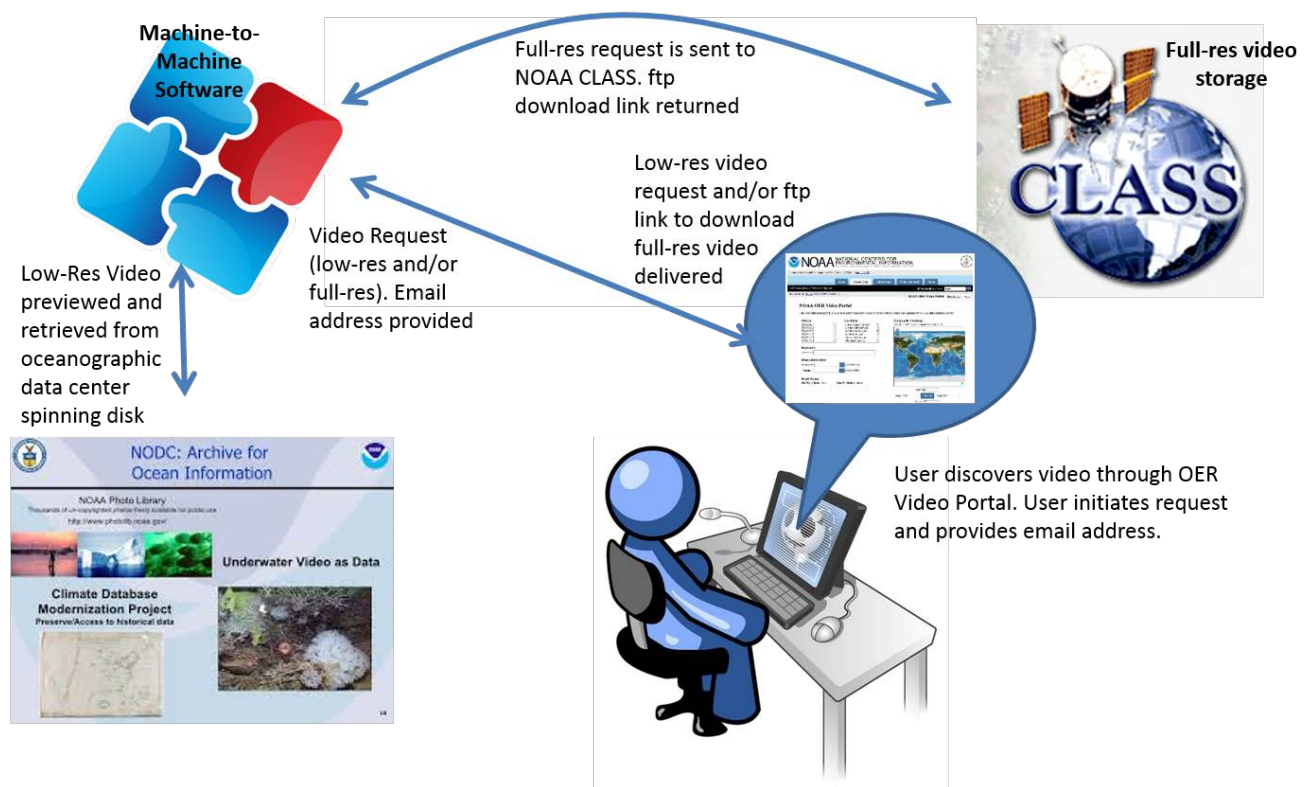 Machine-to-
Machine
Software
Full-res request is sent to
NOAA CLASS. ftp
download link returned
Full-res video
storage
CLASS
Low-res video
request and/or ftp
link to download
full-res video
delivered
Video Request
(low-res and/or
full-res). Email
address provided
Low-Res Video
previewed and
retrieved from
oceanographic
data center
spinning disk
NOAA NATIONAL CENTERS FOR
ENVIRONMENTAL INFORMATION
NOAA OER Video Portal
User discovers video through OER
Video Portal. User initiates request
and provides email address.
NODC: Archive for
Ocean Information
NOAA Photo Library
Thousands of un-copyrighted photos freely available for public use
http://www.photolib.noaa.gov/
Underwater Video as Data
Climate Database
Modernization Project
Preserve/Access to historical data